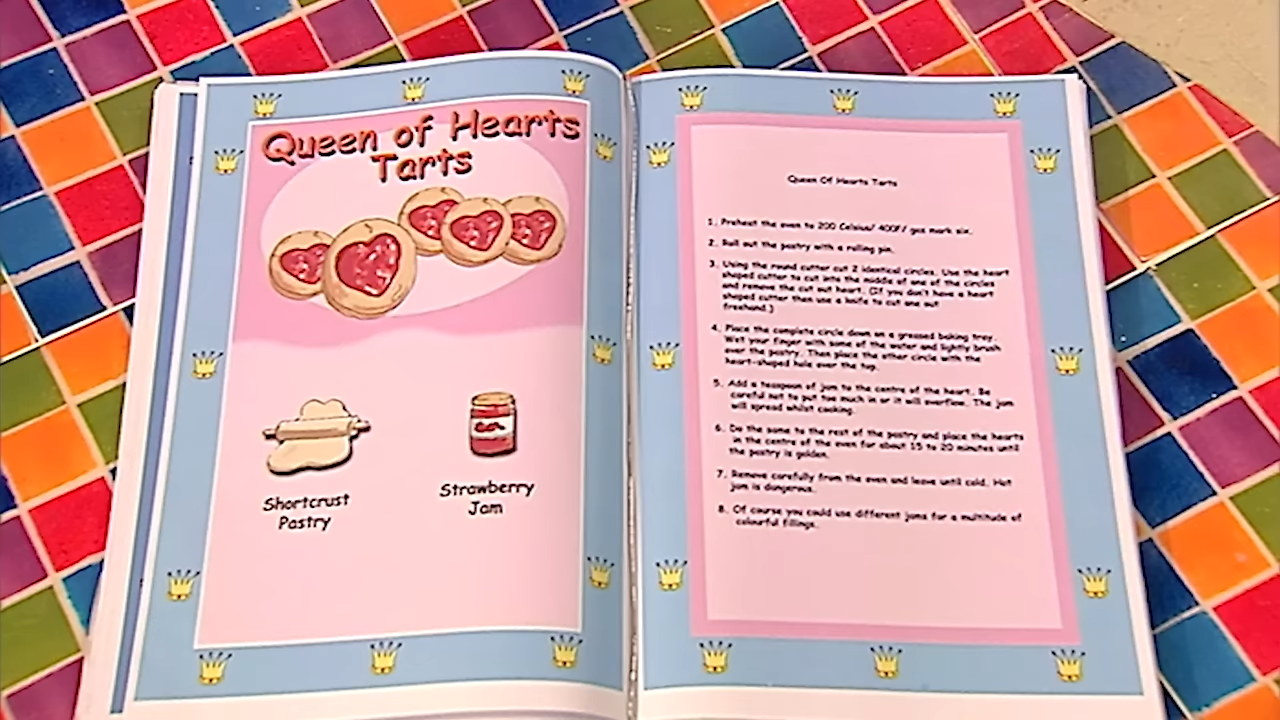 Queen of Hearts
Tarts
Shortcrust
Pastry
Strawberry
Jam
Queen Of Hearts Tarts
1. Preheat the oven to 200 Celsius/ 400F/ gas mark six.
2. Roll out the pastry with a rolling pin.
3. Using the round cutter cut 2 identical circles. Use the heart
shaped cutter to cut into the middle of one of the circles
and remove the cut out heart. (If you don't have a heart
shaped cutter then use a knife to cut one out
freehand.)
4. Place the complete circle down on a greased baking tray.
Wet your finger with some of the water and lightly brush
over the pastry. Then place the other circle with the
heart-shaped hole over the top.
5. Add a teaspoon of jam to the centre of the heart. Be
careful not to put too much in or it will overflow. The jam
will spread whilst cooking.
6. Do the same to the rest of the pastry and place the hearts
in the centre of the oven for about 15 to 20 minutes until
the pastry is golden.
7. Remove carefully from the oven and leave until cold. Hot
jam is dangerous.
8. Of course you could use different jams for a multitude of
colourful fillings.